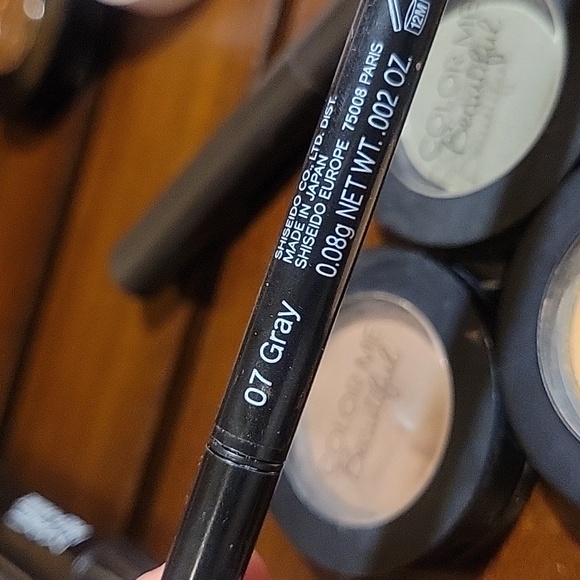 12M
SHISEIDO CO., LTD. DIST.
MADE IN JAPAN
SHISEIDO EUROPE 75008 PARIS
0.08g NET WT. .002 OZ.
07 Gray
COLOR ME
Beautiful
COLOR ME
Beautiful